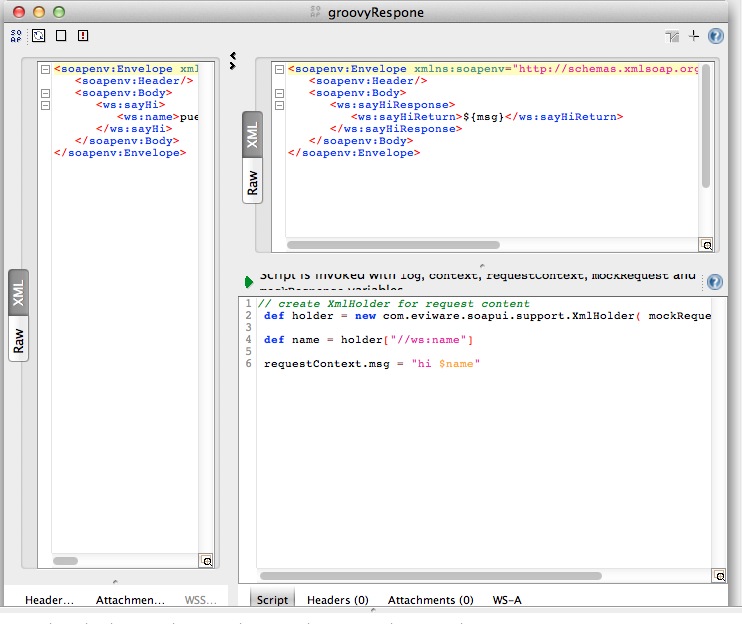 groovyRespone
<soapenv:Envelope xml
<soapenv:Header/>
<soapenv:Body>
<ws:sayHi>
<ws:name>pue
</ws:sayHi>
</soapenv:Body>
</soapenv:Envelope>
XML
Raw
<soapenv:Envelope xmlns:soapenv="http://schemas.xmlsoap.org
<soapenv:Header/>
<soapenv:Body>
<ws:sayHiResponse>
<ws:sayHiReturn>${msg}</ws:sayHiReturn>
</ws:sayHiResponse>
</soapenv:Body>
</soapenv:Envelope>
XML
Raw
Script is invoked with log, context, requestContext, mockRequest and
mockResponse variables
1 // create XmlHolder for request content
2 def holder = new com.eviware.soapui.support.XmlHolder( mockReque
3
4 def name = holder["//ws:name"]
5
6 requestContext.msg = "hi $name"
Header... Attachmen... WSS...
Script Headers (0) Attachments (0) WS-A